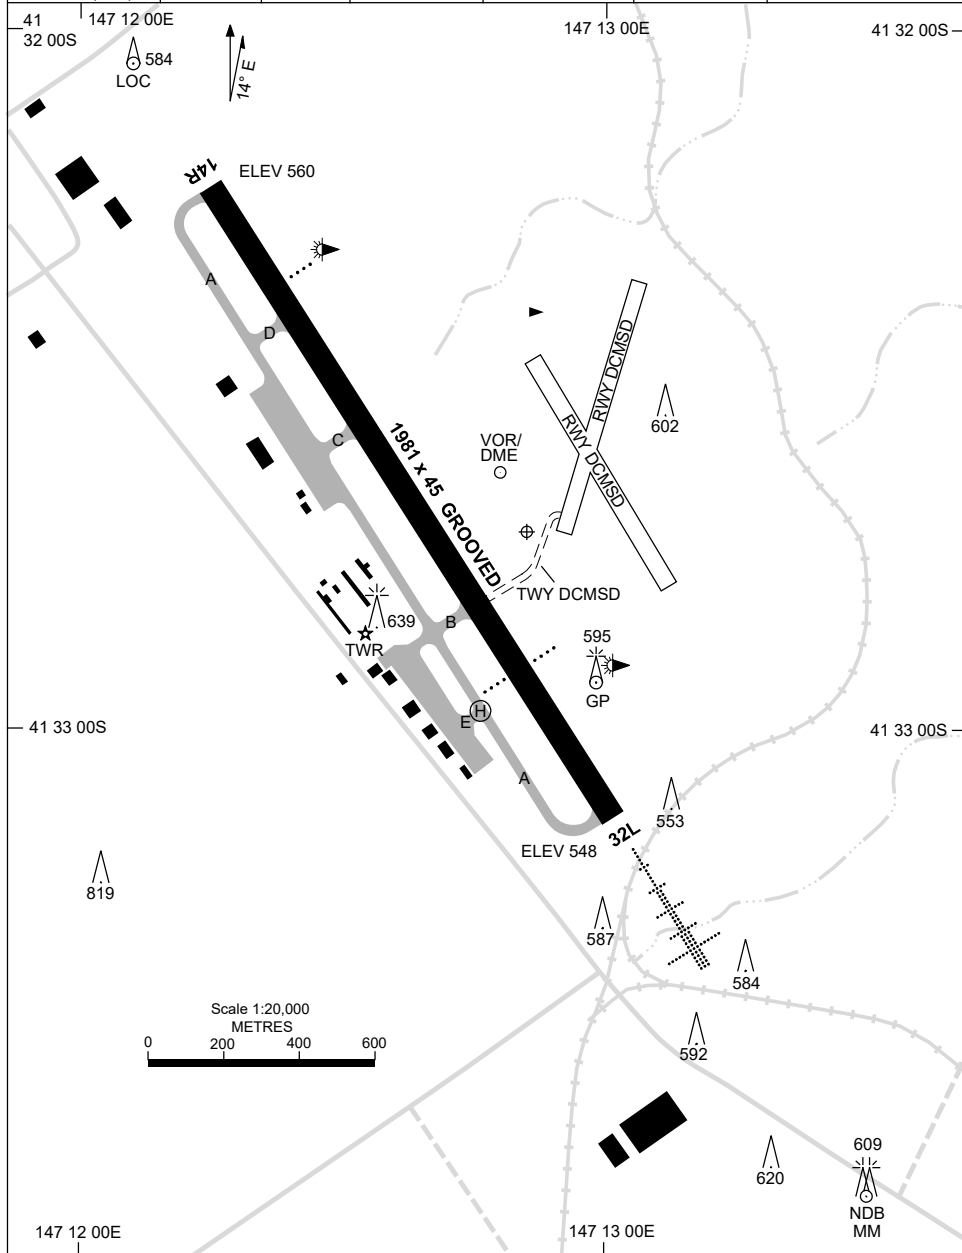 41
32 00S
147 12 00E
147 13 00E
41 32 00S
584
LOC
14° E
14R
ELEV 560
A
D
C
1981 x 45 GROOVED
VOR/
DME
RWY DCMSD
RWY DCMSD
602
TWY DCMSD
639
TWR
B
595
GP
H
E
A
41 33 00S
41 33 00S
553
32L
ELEV 548
819
587
584
Scale 1:20,000
METRES
0 200 400 600
592
609
620
NDB
MM
147 12 00E
147 13 00E